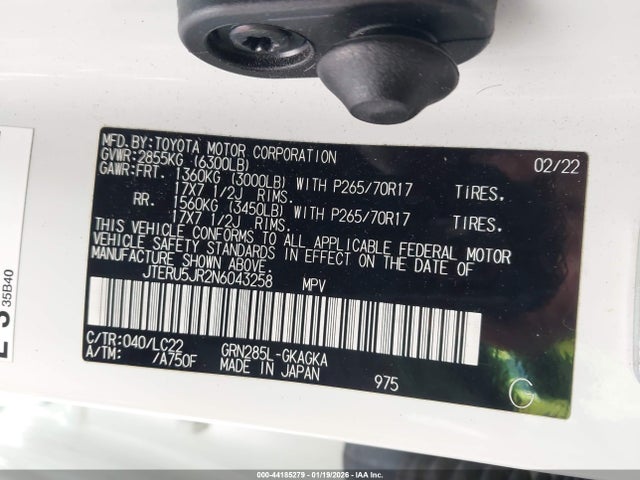 MFD.BY:TOYOTA MOTOR CORPORATION 02/22
GVWR:2855KG (6300LB)
GAWR:FRT. 1360KG (3000LB) WITH P265/70R17 TIRES.
17X7 1/2J RIMS.
RR. 1560KG (3450LB) WITH P265/70R17 TIRES.
17X7 1/2J RIMS.
THIS VEHICLE CONFORMS TO ALL APPLICABLE FEDERAL MOTOR
VEHICLE SAFETY STANDARDS IN EFFECT ON THE DATE OF
MANUFACTURE SHOWN ABOVE.
JTERU5JR2N6043258 MPV
C/TR:040/LC22 GRN285L-GKAGKA
A/TM: /A750F MADE IN JAPAN 975
G
35B40
000-44185279 - 01/19/2026 - IAA Inc.